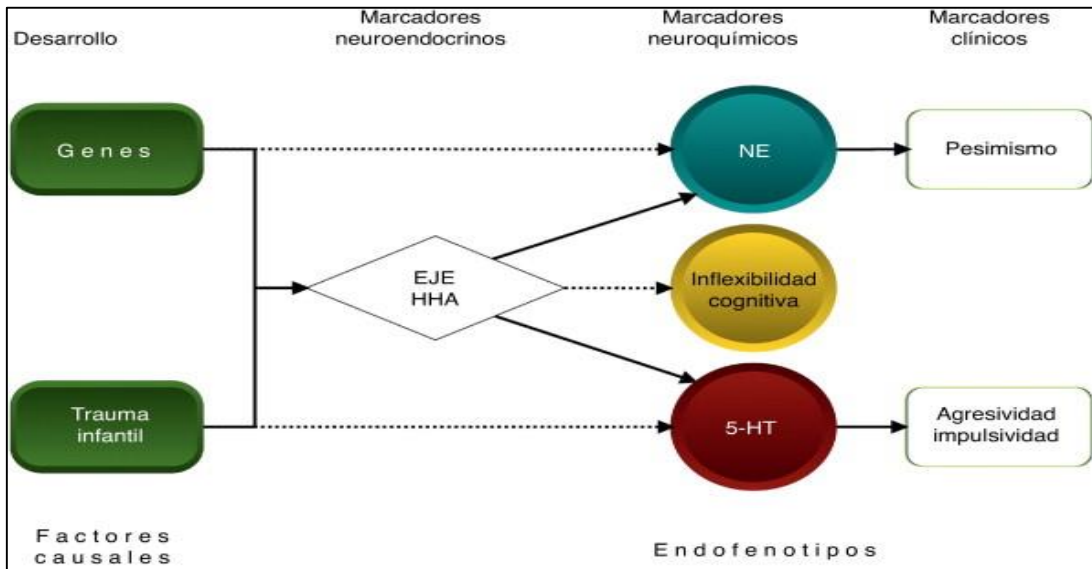 Desarrollo
Marcadores
neuroendocrinos
Marcadores
neuroquímicos
Marcadores
clínicos
Genes
NE
Pesimismo
EJE
HHA
Inflexibilidad
cognitiva
Trauma
infantil
5-HT
Agresividad
impulsividad
Factores
causales
Endofenotipos